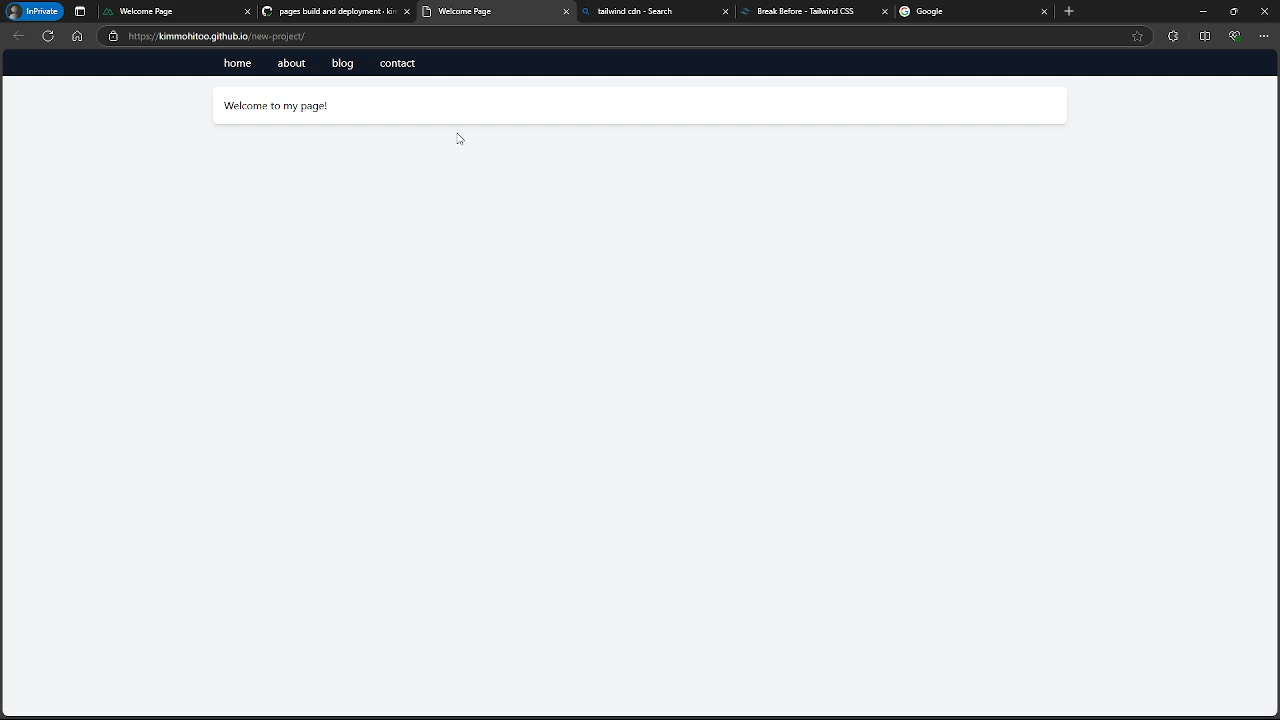 InPrivate
Welcome Page
pages build and deployment · kim
Welcome Page
tailwind cdn - Search
Break Before - Tailwind CSS
Google
https://kimmohitoo.github.io/new-project/
home about blog contact
Welcome to my page!